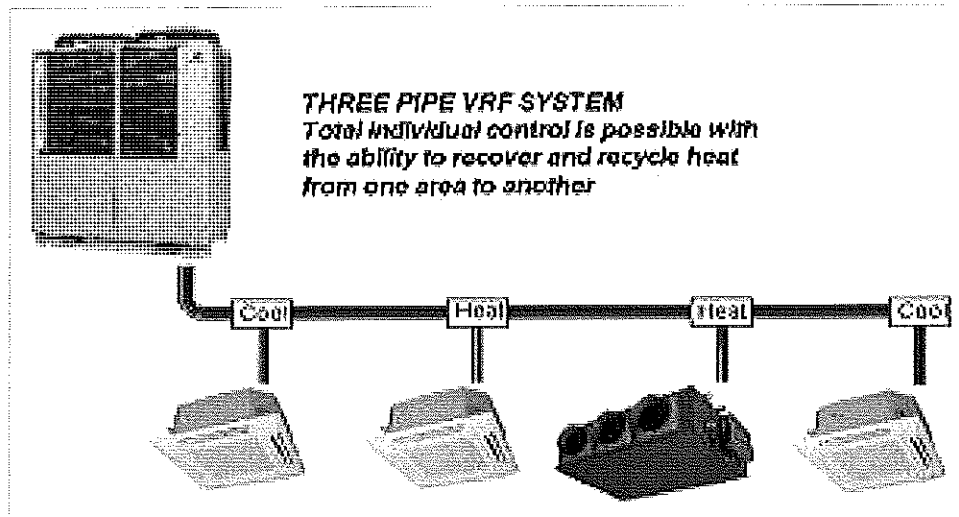 THREE PIPE VRF SYSTEM
Total individual control is possible with
the ability to recover and recycle heat
from one area to another
Cool Heat Heat Cool